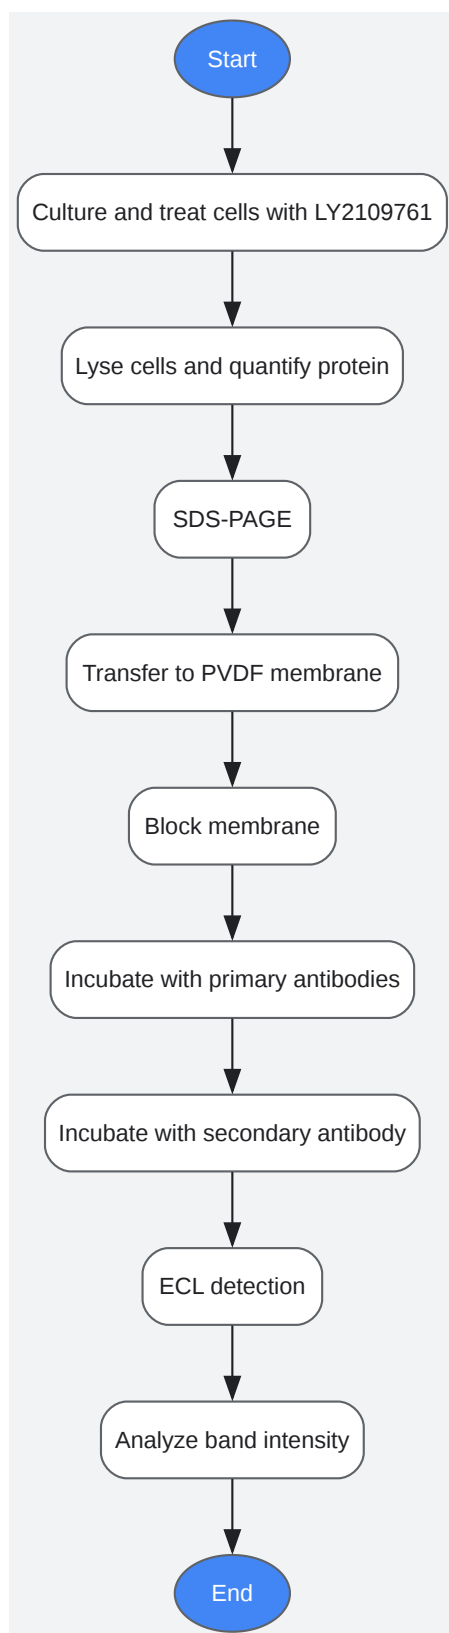 Start
Culture and treat cells with LY2109761
Lyse cells and quantify protein
SDS-PAGE
Transfer to PVDF membrane
Block membrane
Incubate with primary antibodies
Incubate with secondary antibody
ECL detection
Analyze band intensity
End